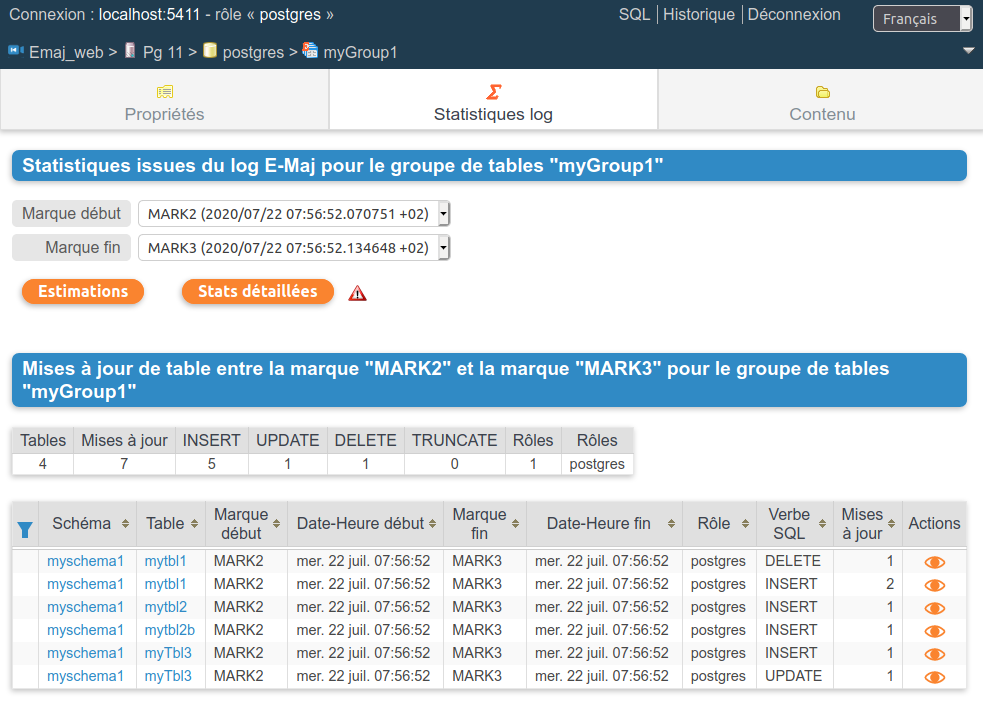 Connexion : localhost:5411 - rôle « postgres »
SQL | Historique | Déconnexion
Français
Emaj_web > Pg 11 > postgres > myGroup1
Propriétés
Statistiques log
Contenu
Statistiques issues du log E-Maj pour le groupe de tables "myGroup1"
Marque début MARK2 (2020/07/22 07:56:52.070751 +02)
Marque fin MARK3 (2020/07/22 07:56:52.134648 +02)
Estimations Stats détaillées
Mises à jour de table entre la marque "MARK2" et la marque "MARK3" pour le groupe de tables
"myGroup1"
Tables Mises à jour INSERT UPDATE DELETE TRUNCATE Rôles Rôles
4 7 5 1 1 0 1 postgres
Schéma Table Marque début Date-Heure début Marque fin Date-Heure fin Rôle Verbe SQL Mises à jour Actions
myschema1 mytbl1 MARK2 mer. 22 juil. 07:56:52 MARK3 mer. 22 juil. 07:56:52 postgres DELETE 1
myschema1 mytbl1 MARK2 mer. 22 juil. 07:56:52 MARK3 mer. 22 juil. 07:56:52 postgres INSERT 2
myschema1 mytbl2 MARK2 mer. 22 juil. 07:56:52 MARK3 mer. 22 juil. 07:56:52 postgres INSERT 1
myschema1 mytbl2b MARK2 mer. 22 juil. 07:56:52 MARK3 mer. 22 juil. 07:56:52 postgres INSERT 1
myschema1 myTbl3 MARK2 mer. 22 juil. 07:56:52 MARK3 mer. 22 juil. 07:56:52 postgres INSERT 1
myschema1 myTbl3 MARK2 mer. 22 juil. 07:56:52 MARK3 mer. 22 juil. 07:56:52 postgres UPDATE 1